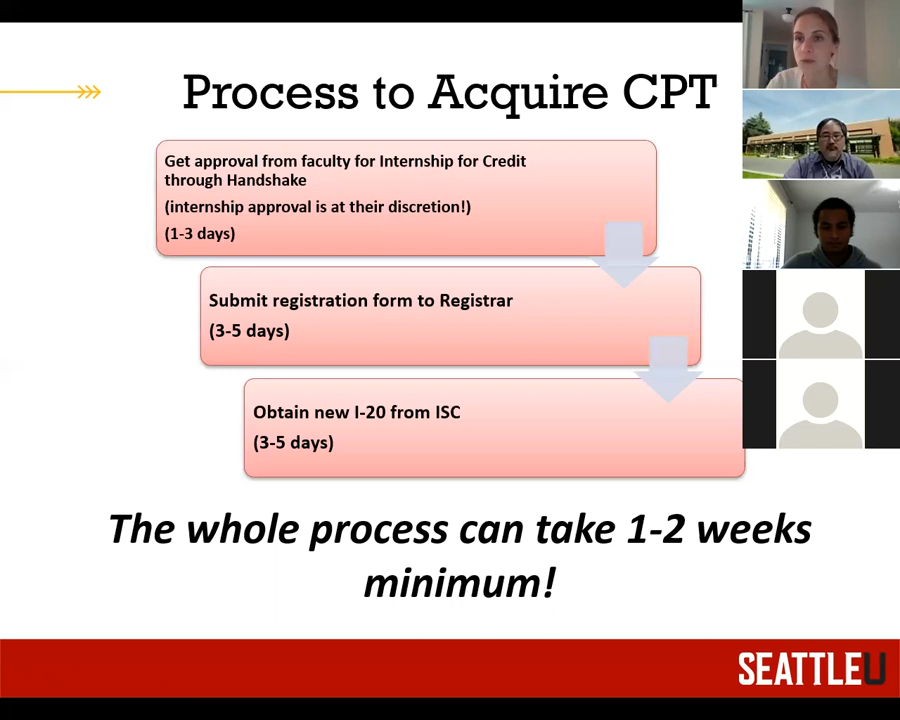 Process to Acquire CPT
Get approval from faculty for Internship for Credit
through Handshake
(internship approval is at their discretion!)
(1-3 days)
Submit registration form to Registrar
(3-5 days)
Obtain new I-20 from ISC
(3-5 days)
The whole process can take 1-2 weeks
minimum!
SEATTLEU